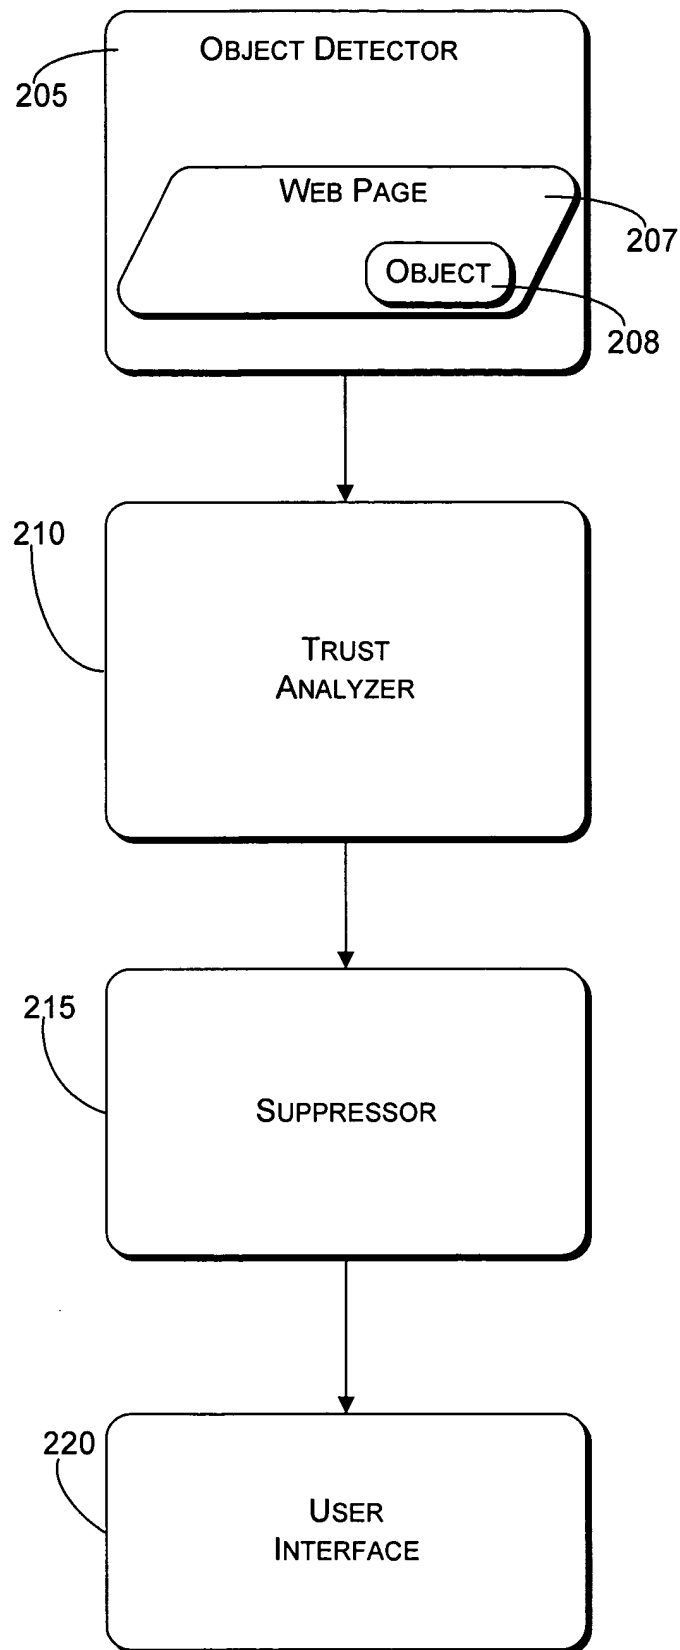 OBJECT DETECTOR
205
WEB PAGE
207
OBJECT
208
210
TRUST
ANALYZER
215
SUPPRESSOR
220
USER
INTERFACE